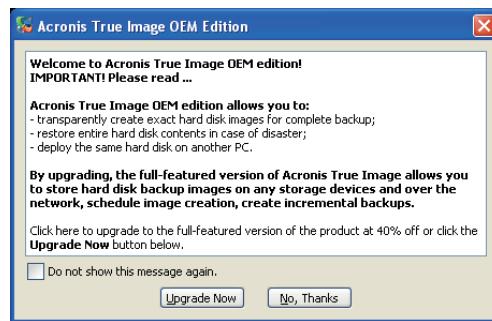 Acronis True Image OEM Edition
Welcome to Acronis True Image OEM edition!
IMPORTANT! Please read ...
Acronis True Image OEM edition allows you to:
- transparently create exact hard disk images for complete backup;
- restore entire hard disk contents in case of disaster;
- deploy the same hard disk on another PC.
By upgrading, the full-featured version of Acronis True Image allows you
to store hard disk backup images on any storage devices and over the
network, schedule image creation, create incremental backups.
Click here to upgrade to the full-featured version of the product at 40% off or click the
Upgrade Now button below.
Do not show this message again.
Upgrade Now No, Thanks